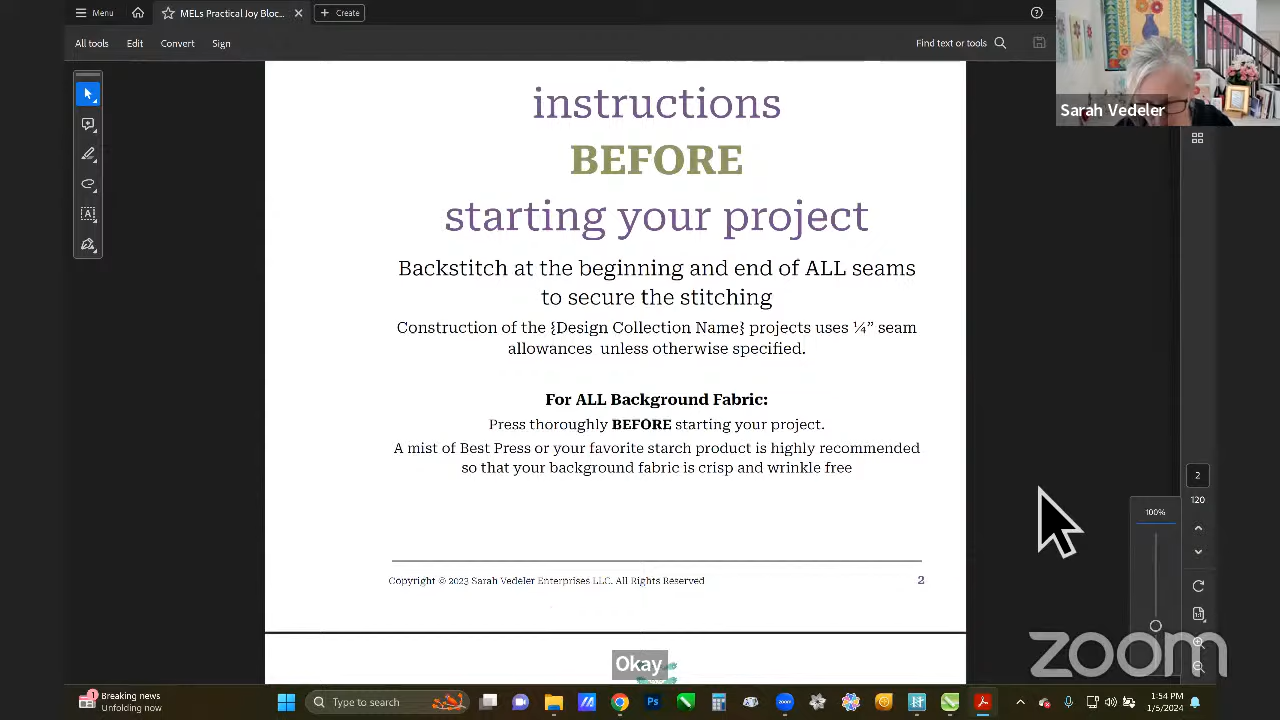 Menu
MELs Practical Joy Bloc...
Create
All tools
Edit
Convert
Sign
Find text or tools
Sarah Vedeler
instructions
BEFORE
starting your project
Backstitch at the beginning and end of ALL seams
to secure the stitching
Construction of the {Design Collection Name} projects uses ¼” seam
allowances unless otherwise specified.
For ALL Background Fabric:
Press thoroughly BEFORE starting your project.
A mist of Best Press or your favorite starch product is highly recommended
so that your background fabric is crisp and wrinkle free
2
120
100%
Copyright © 2023 Sarah Vedeler Enterprises LLC. All Rights Reserved
2
Okay
zoom
1
Breaking news
Unfolding now
Type to search
1:54 PM
1/5/2024